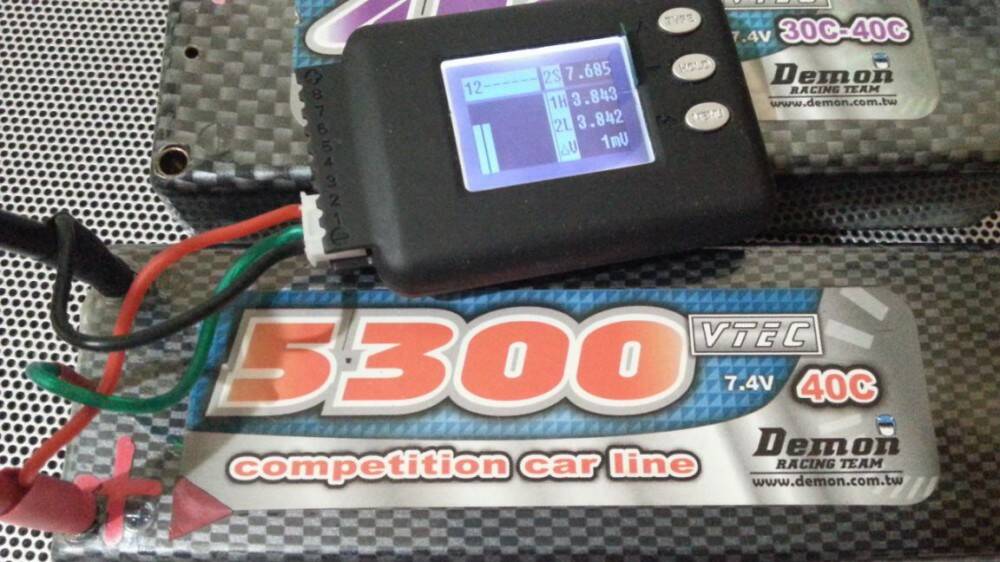 TYPE
HOLD
MENU
12------ 2S 7.685
1H 3.843
2L 3.842
△V 1mV
8
7
6
5
4
3
2
1
7.4V 30C-40C
Demon
RACING TEAM
www.demon.com.tw
5300
VTEC
7.4V 40C
competition car line
Demon
RACING TEAM
www.demon.com.tw
+